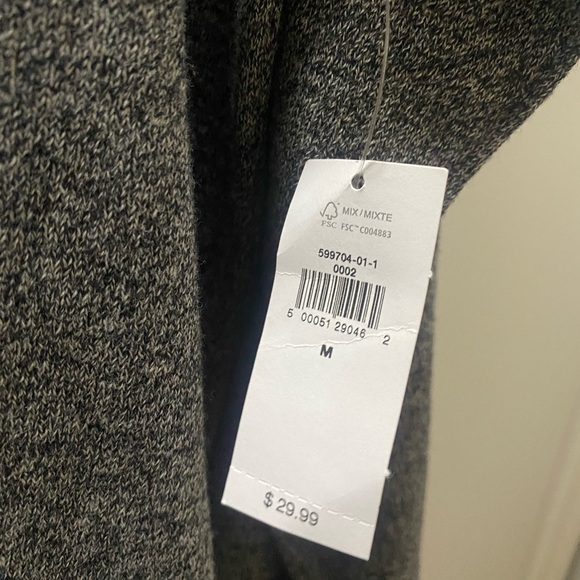 MIX/MIXTE
FSC FSC™ C004883
599704-01-1
0002
5 00051 29046 2
M
$29.99